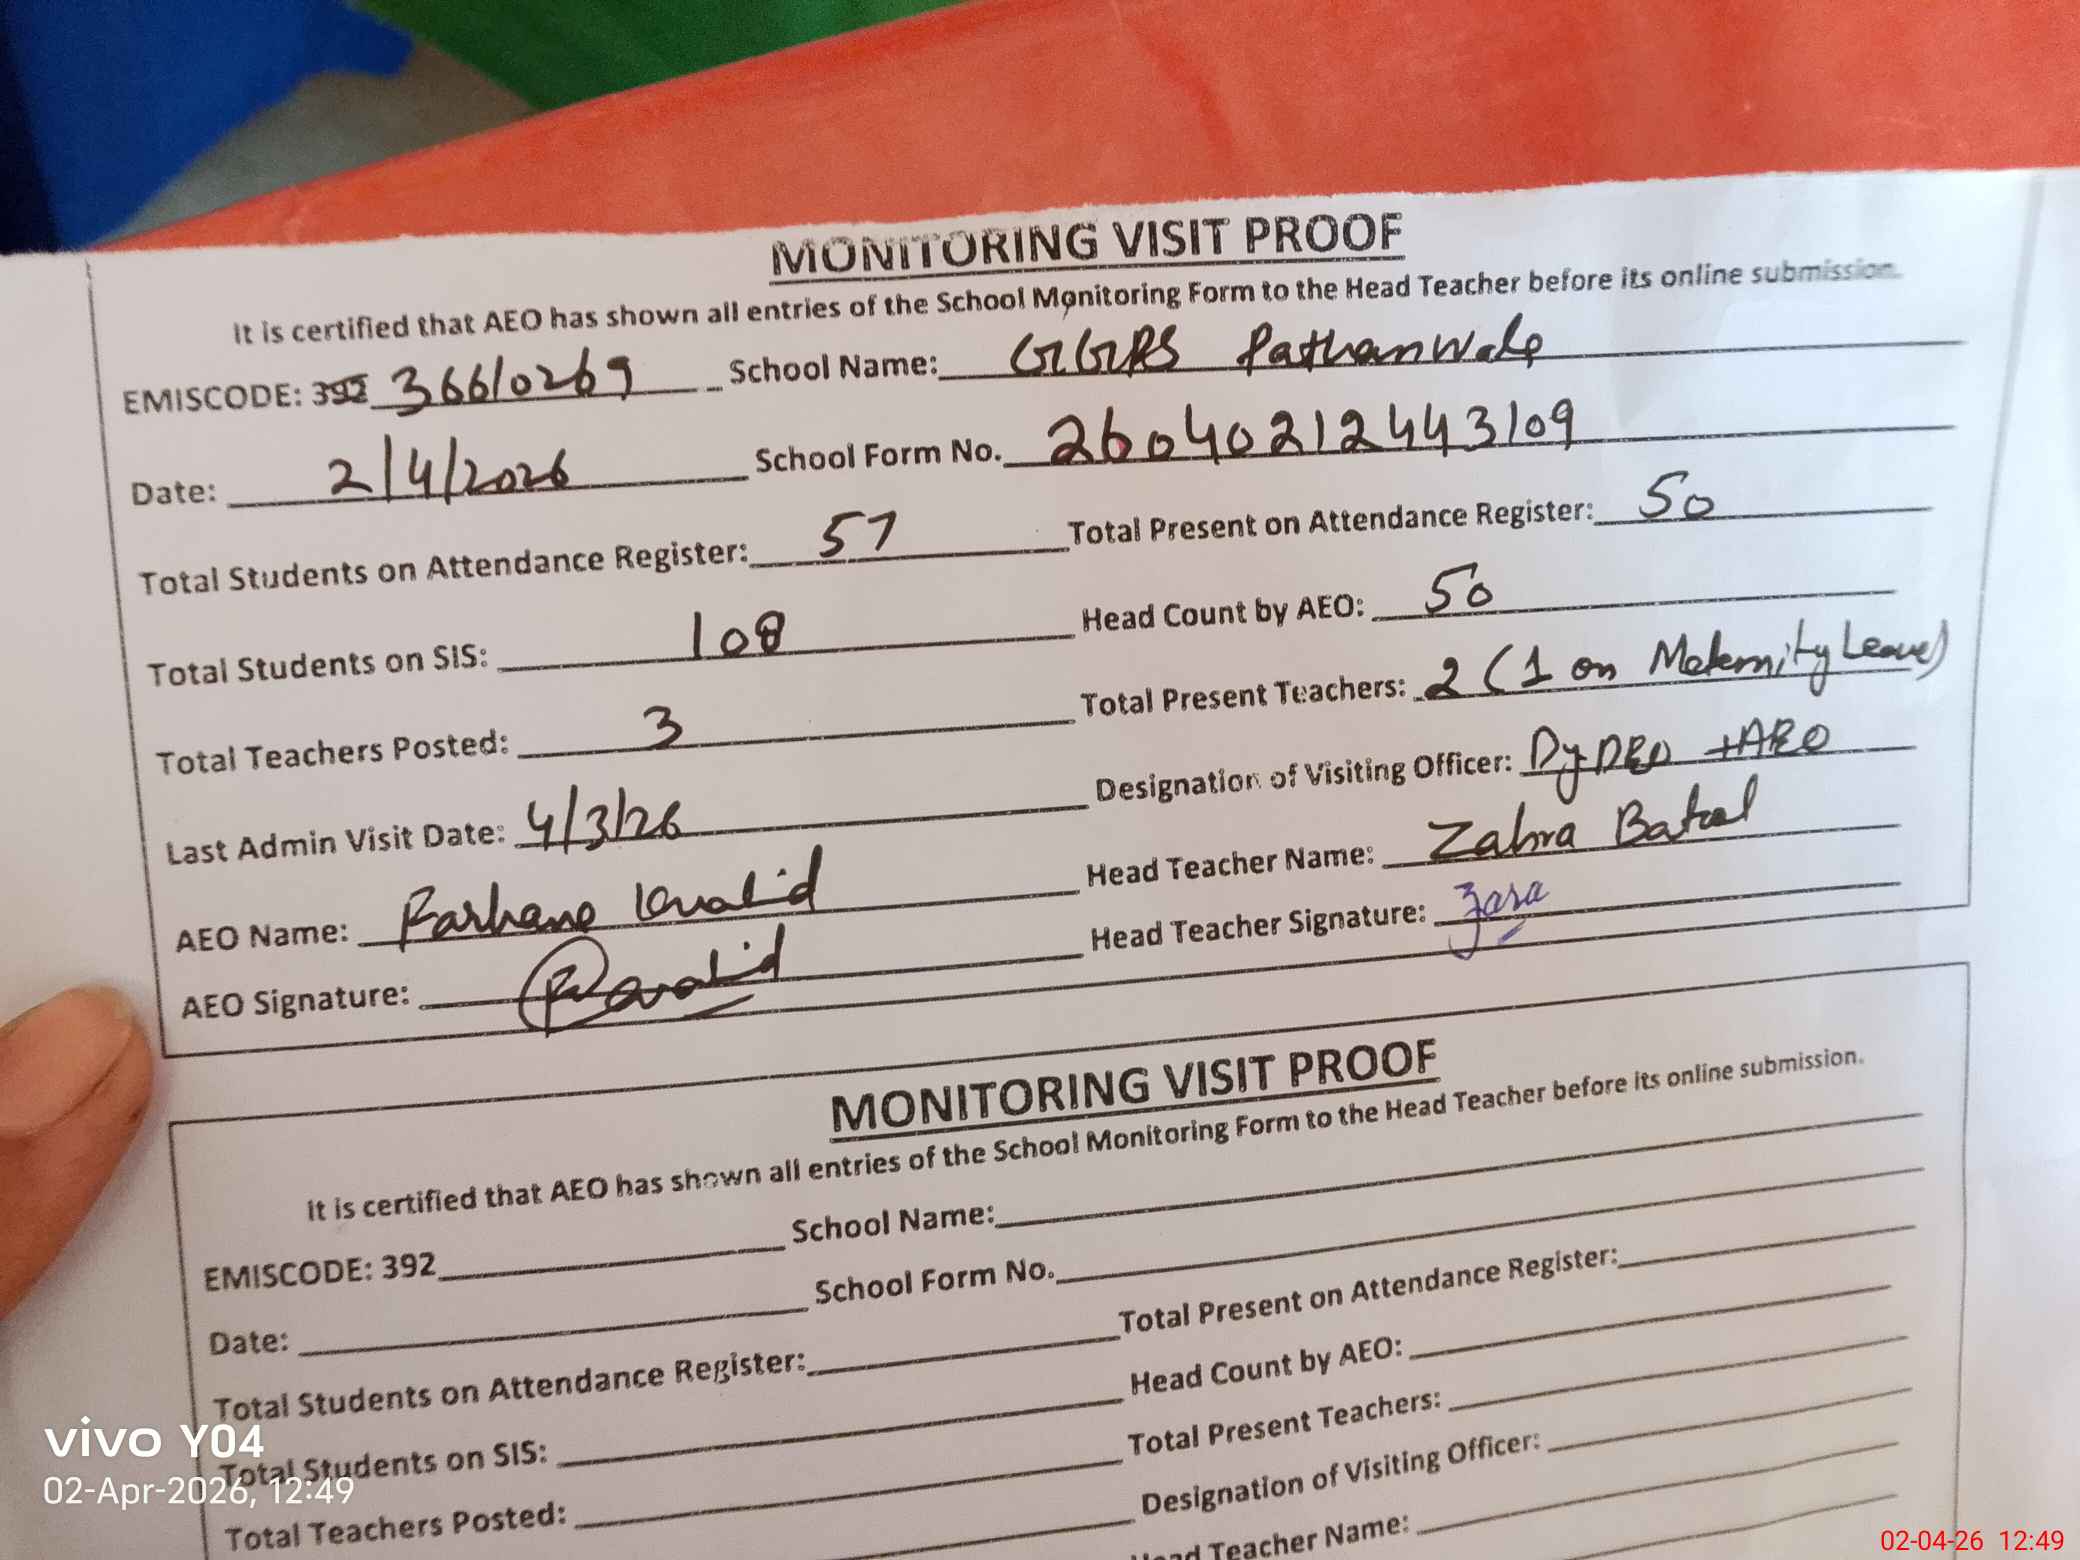 MONITORING VISIT PROOF
It is certified that AEO has shown all entries of the School Monitoring Form to the Head Teacher before its online submission.
EMISCODE: 392 36610269 School Name: GGPS Pathanwala
Date: 2/4/2026 School Form No. 26040212443109
Total Students on Attendance Register: 57 Total Present on Attendance Register: 50
Total Students on SIS: 108 Head Count by AEO: 50
Total Teachers Posted: 3 Total Present Teachers: 2 (1 on Maternity Leave)
Last Admin Visit Date: 4/3/26 Designation of Visiting Officer: DyDEO + AEO
AEO Name: Farhana Khalid Head Teacher Name: Zahra Batool
AEO Signature: Head Teacher Signature: Zara
MONITORING VISIT PROOF
It is certified that AEO has shown all entries of the School Monitoring Form to the Head Teacher before its online submission.
EMISCODE: 392 School Name:
Date: School Form No.
Total Students on Attendance Register: Total Present on Attendance Register:
Total Students on SIS: Head Count by AEO:
Total Teachers Posted: Total Present Teachers:
Designation of Visiting Officer:
Teacher Name:
vivo Y04
02-Apr-2026, 12:49
02-04-26 12:49